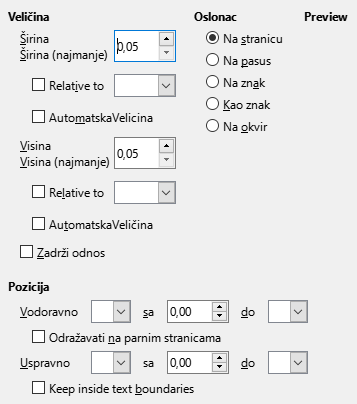 Veličina
Oslonac
Preview
Širina
Širina (najmanje)
0,05
Relative to
AutomatskaVelicina
Visina
Visina (najmanje)
0,05
Relative to
AutomatskaVeličina
Zadrži odnos
Na stranicu
Na pasus
Na znak
Kao znak
Na okvir
Pozicija
Vodoravno sa 0,00 do
Odražavati na parnim stranicama
Uspravno sa 0,00 do
Keep inside text boundaries